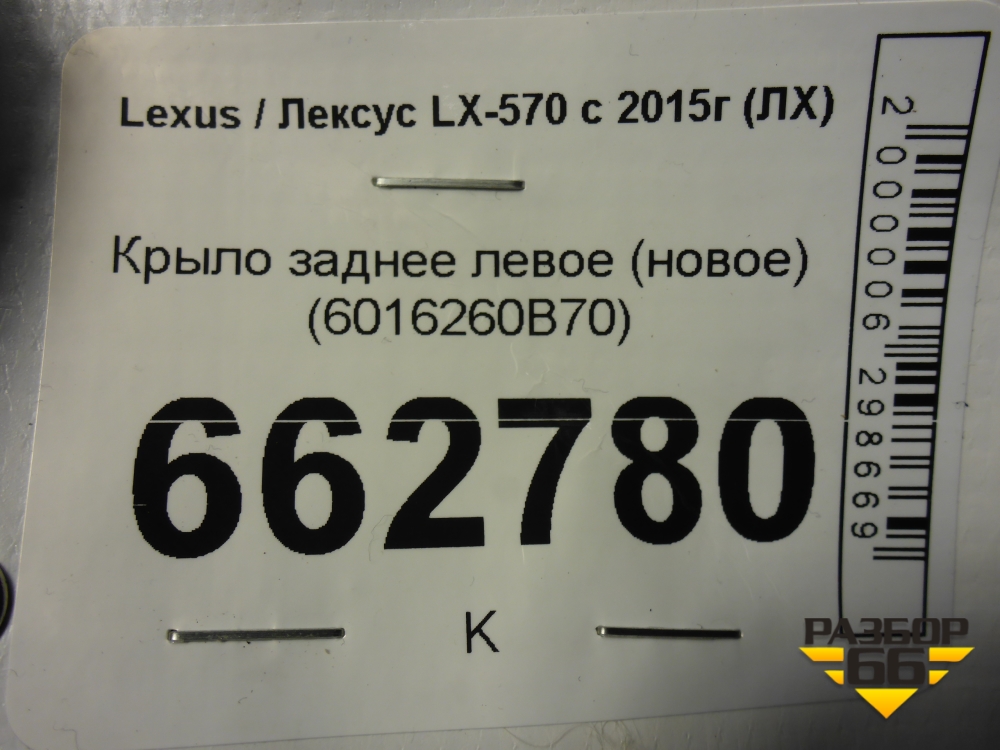 Lexus / Лексус LX-570 с 2015г (ЛХ)
Крыло заднее левое (новое)
(6016260B70)
662780
K
2000006298669
РАЗБОР
66